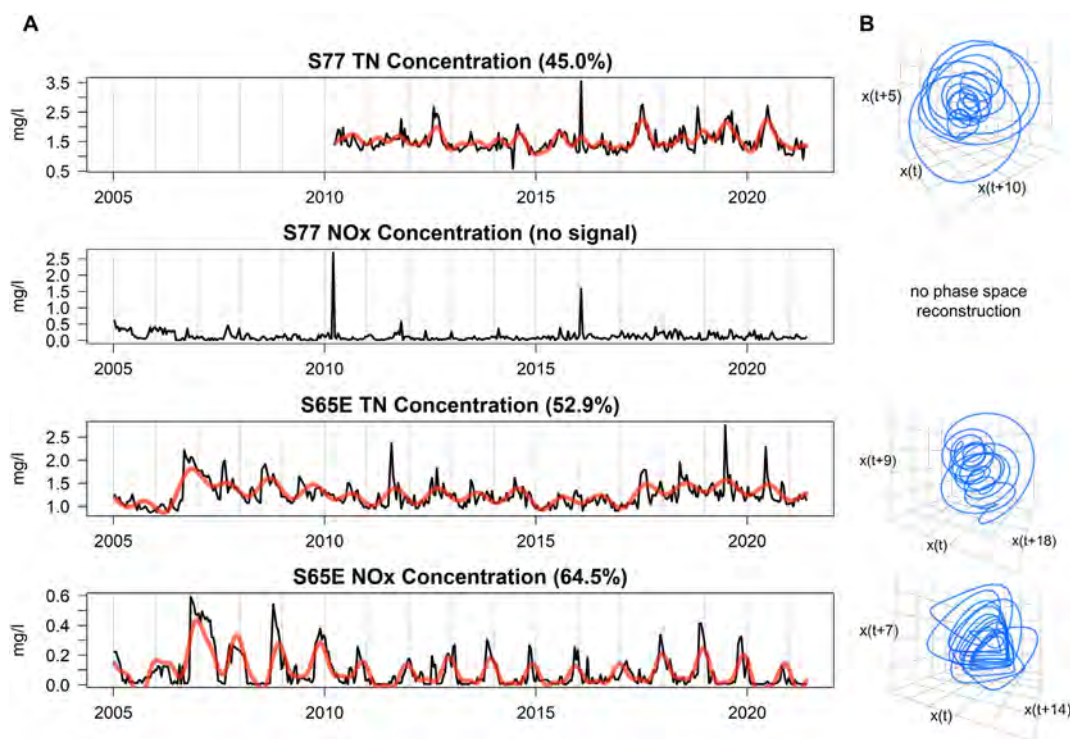 A
B
S77 TN Concentration (45.0%)
mg/l
3.5
2.5
1.5
0.5
2005
2010
2015
2020
x(t+5)
x(t)
x(t+10)
S77 NOx Concentration (no signal)
mg/l
2.5
2.0
1.5
1.0
0.5
0.0
2005
2010
2015
2020
no phase space
reconstruction
S65E TN Concentration (52.9%)
mg/l
2.5
2.0
1.5
1.0
2005
2010
2015
2020
x(t+9)
x(t)
x(t+18)
S65E NOx Concentration (64.5%)
mg/l
0.6
0.4
0.2
0.0
2005
2010
2015
2020
x(t+7)
x(t)
x(t+14)